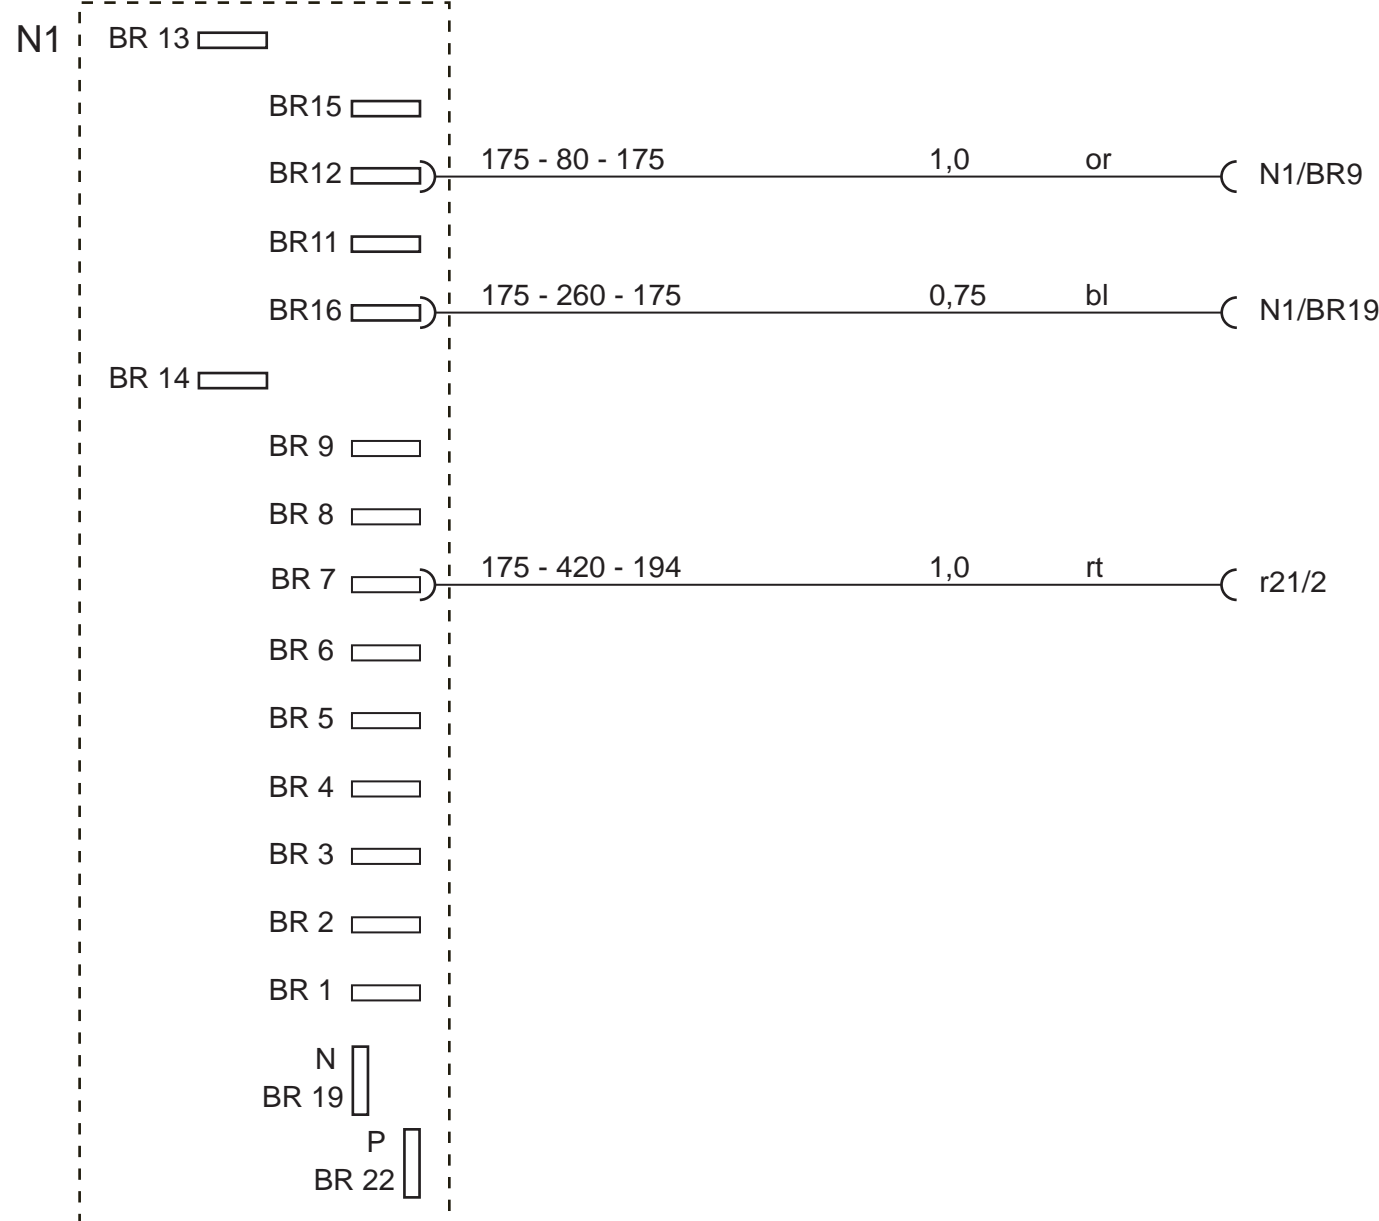 N1
BR 13
BR15
BR12 175 - 80 - 175 1,0 or N1/BR9
BR11
BR16 175 - 260 - 175 0,75 bl N1/BR19
BR 14
BR 9
BR 8
BR 7 175 - 420 - 194 1,0 rt r21/2
BR 6
BR 5
BR 4
BR 3
BR 2
BR 1
N
BR 19
P
BR 22